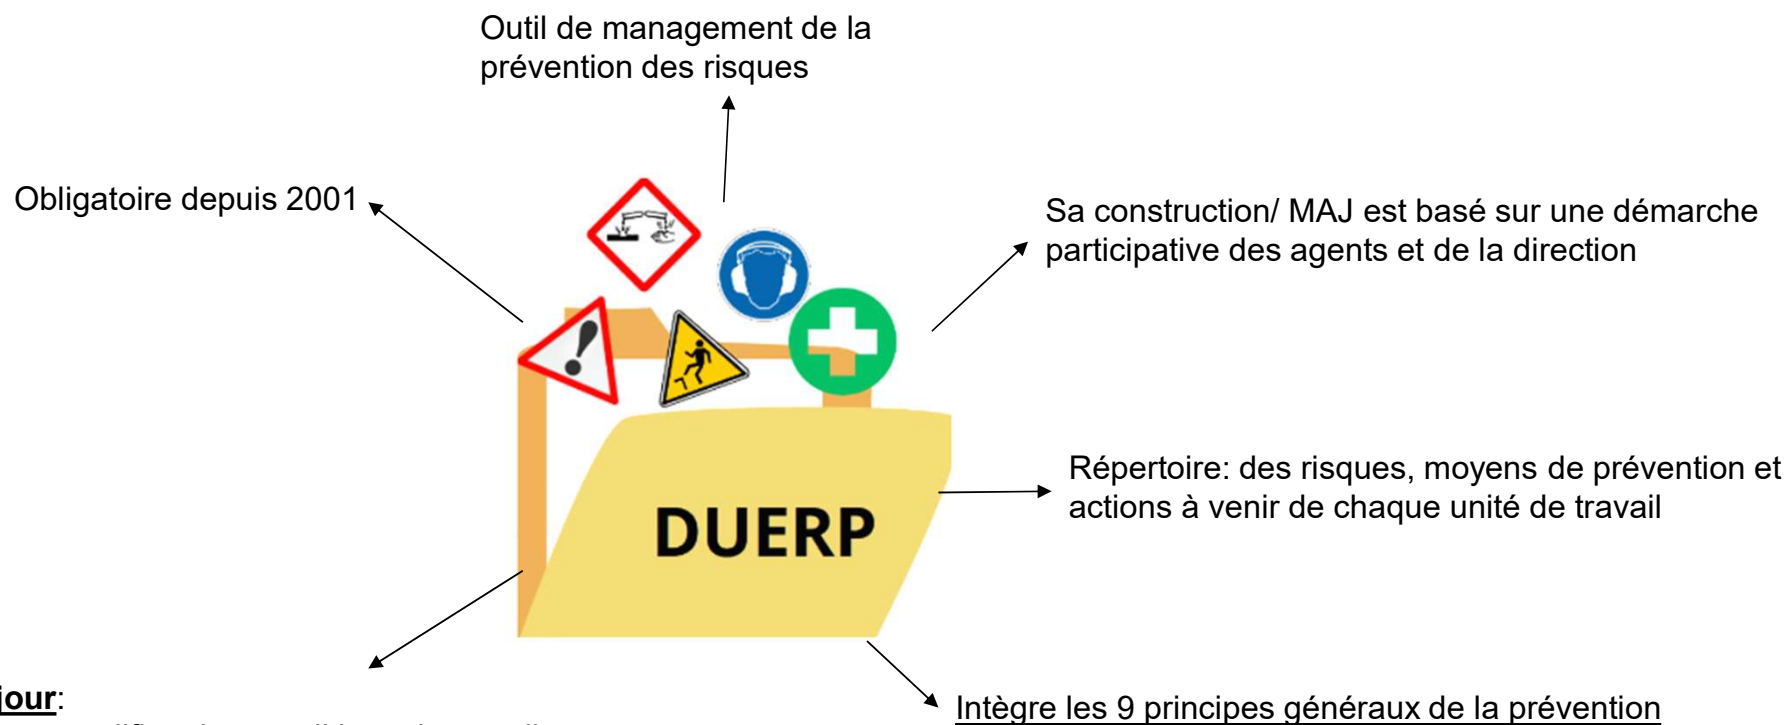 Outil de management de la
prévention des risques
Obligatoire depuis 2001
Sa construction/ MAJ est basé sur une démarche
participative des agents et de la direction
Répertoire: des risques, moyens de prévention et
actions à venir de chaque unité de travail
DUERP
jour:
Intègre les 9 principes généraux de la prévention